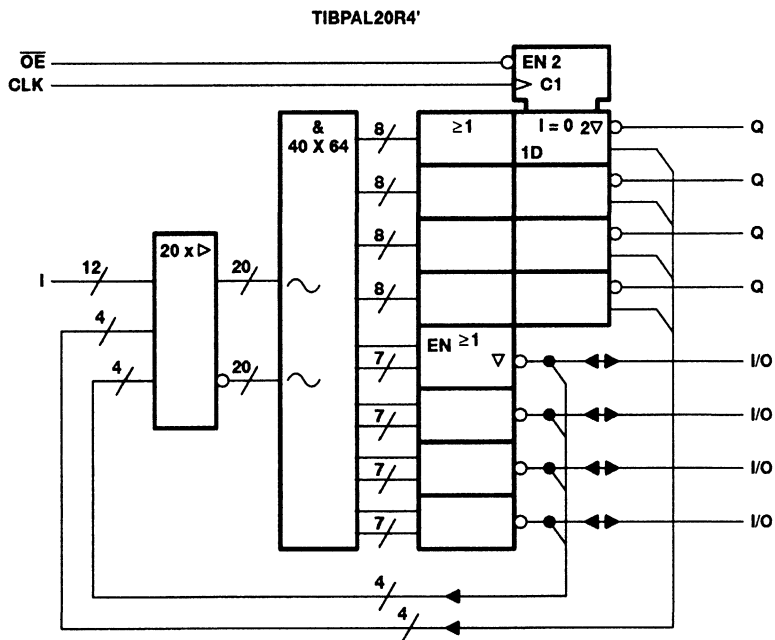 TIBPAL20R4'
OE
CLK
EN 2
C1
&
40 X 64
8
≥1
I = 0 2▽
1D
Q
8
Q
8
Q
8
Q
20 x ▷
I
12
20
4
4
20
EN ≥1
▽
7
I/O
7
I/O
7
I/O
7
I/O
4
4